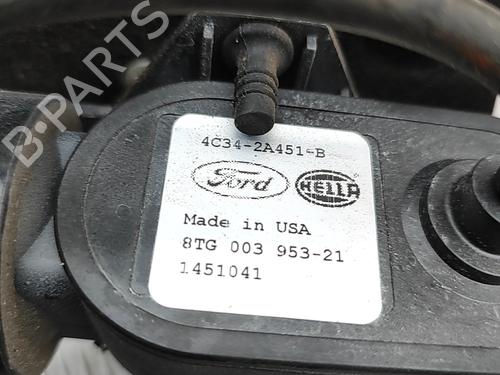 B-PARTS
4C34-2A451-B
Ford HELLA
Made in USA
8TG 003 953-21
1451041